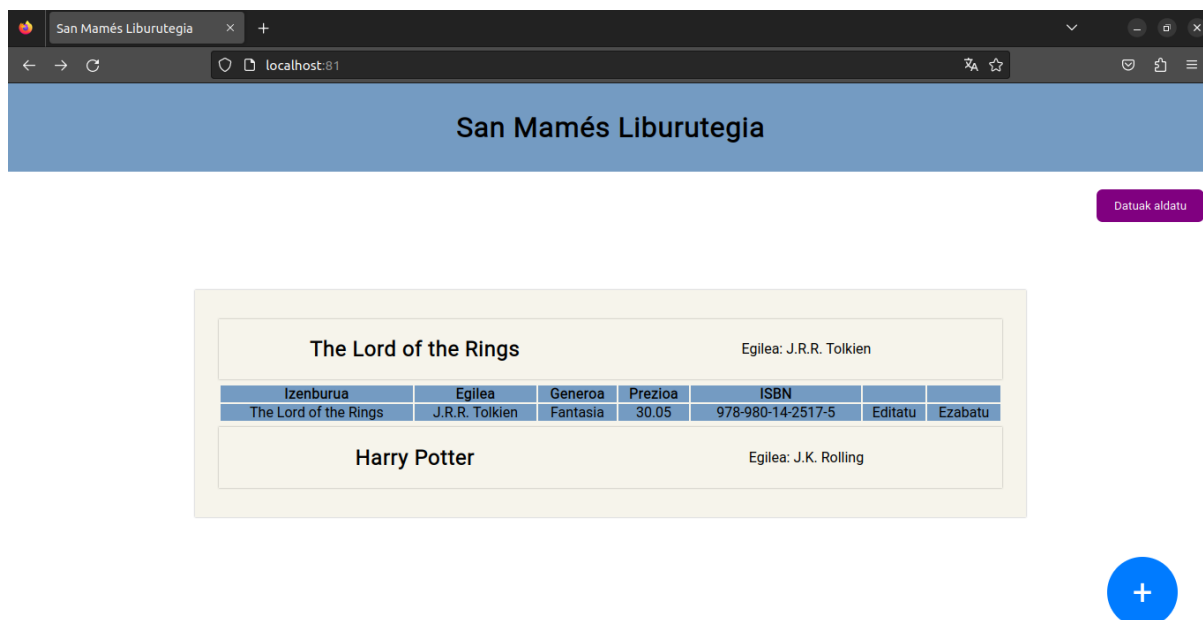 San Mamés Liburutegia
localhost:81
San Mamés Liburutegia
Datuak aldatu
The Lord of the Rings Egilea: J.R.R. Tolkien
Izenburua Egilea Generoa Prezioa ISBN
The Lord of the Rings J.R.R. Tolkien Fantasia 30.05 978-980-14-2517-5 Editatu Ezabatu
Harry Potter Egilea: J.K. Rolling
+